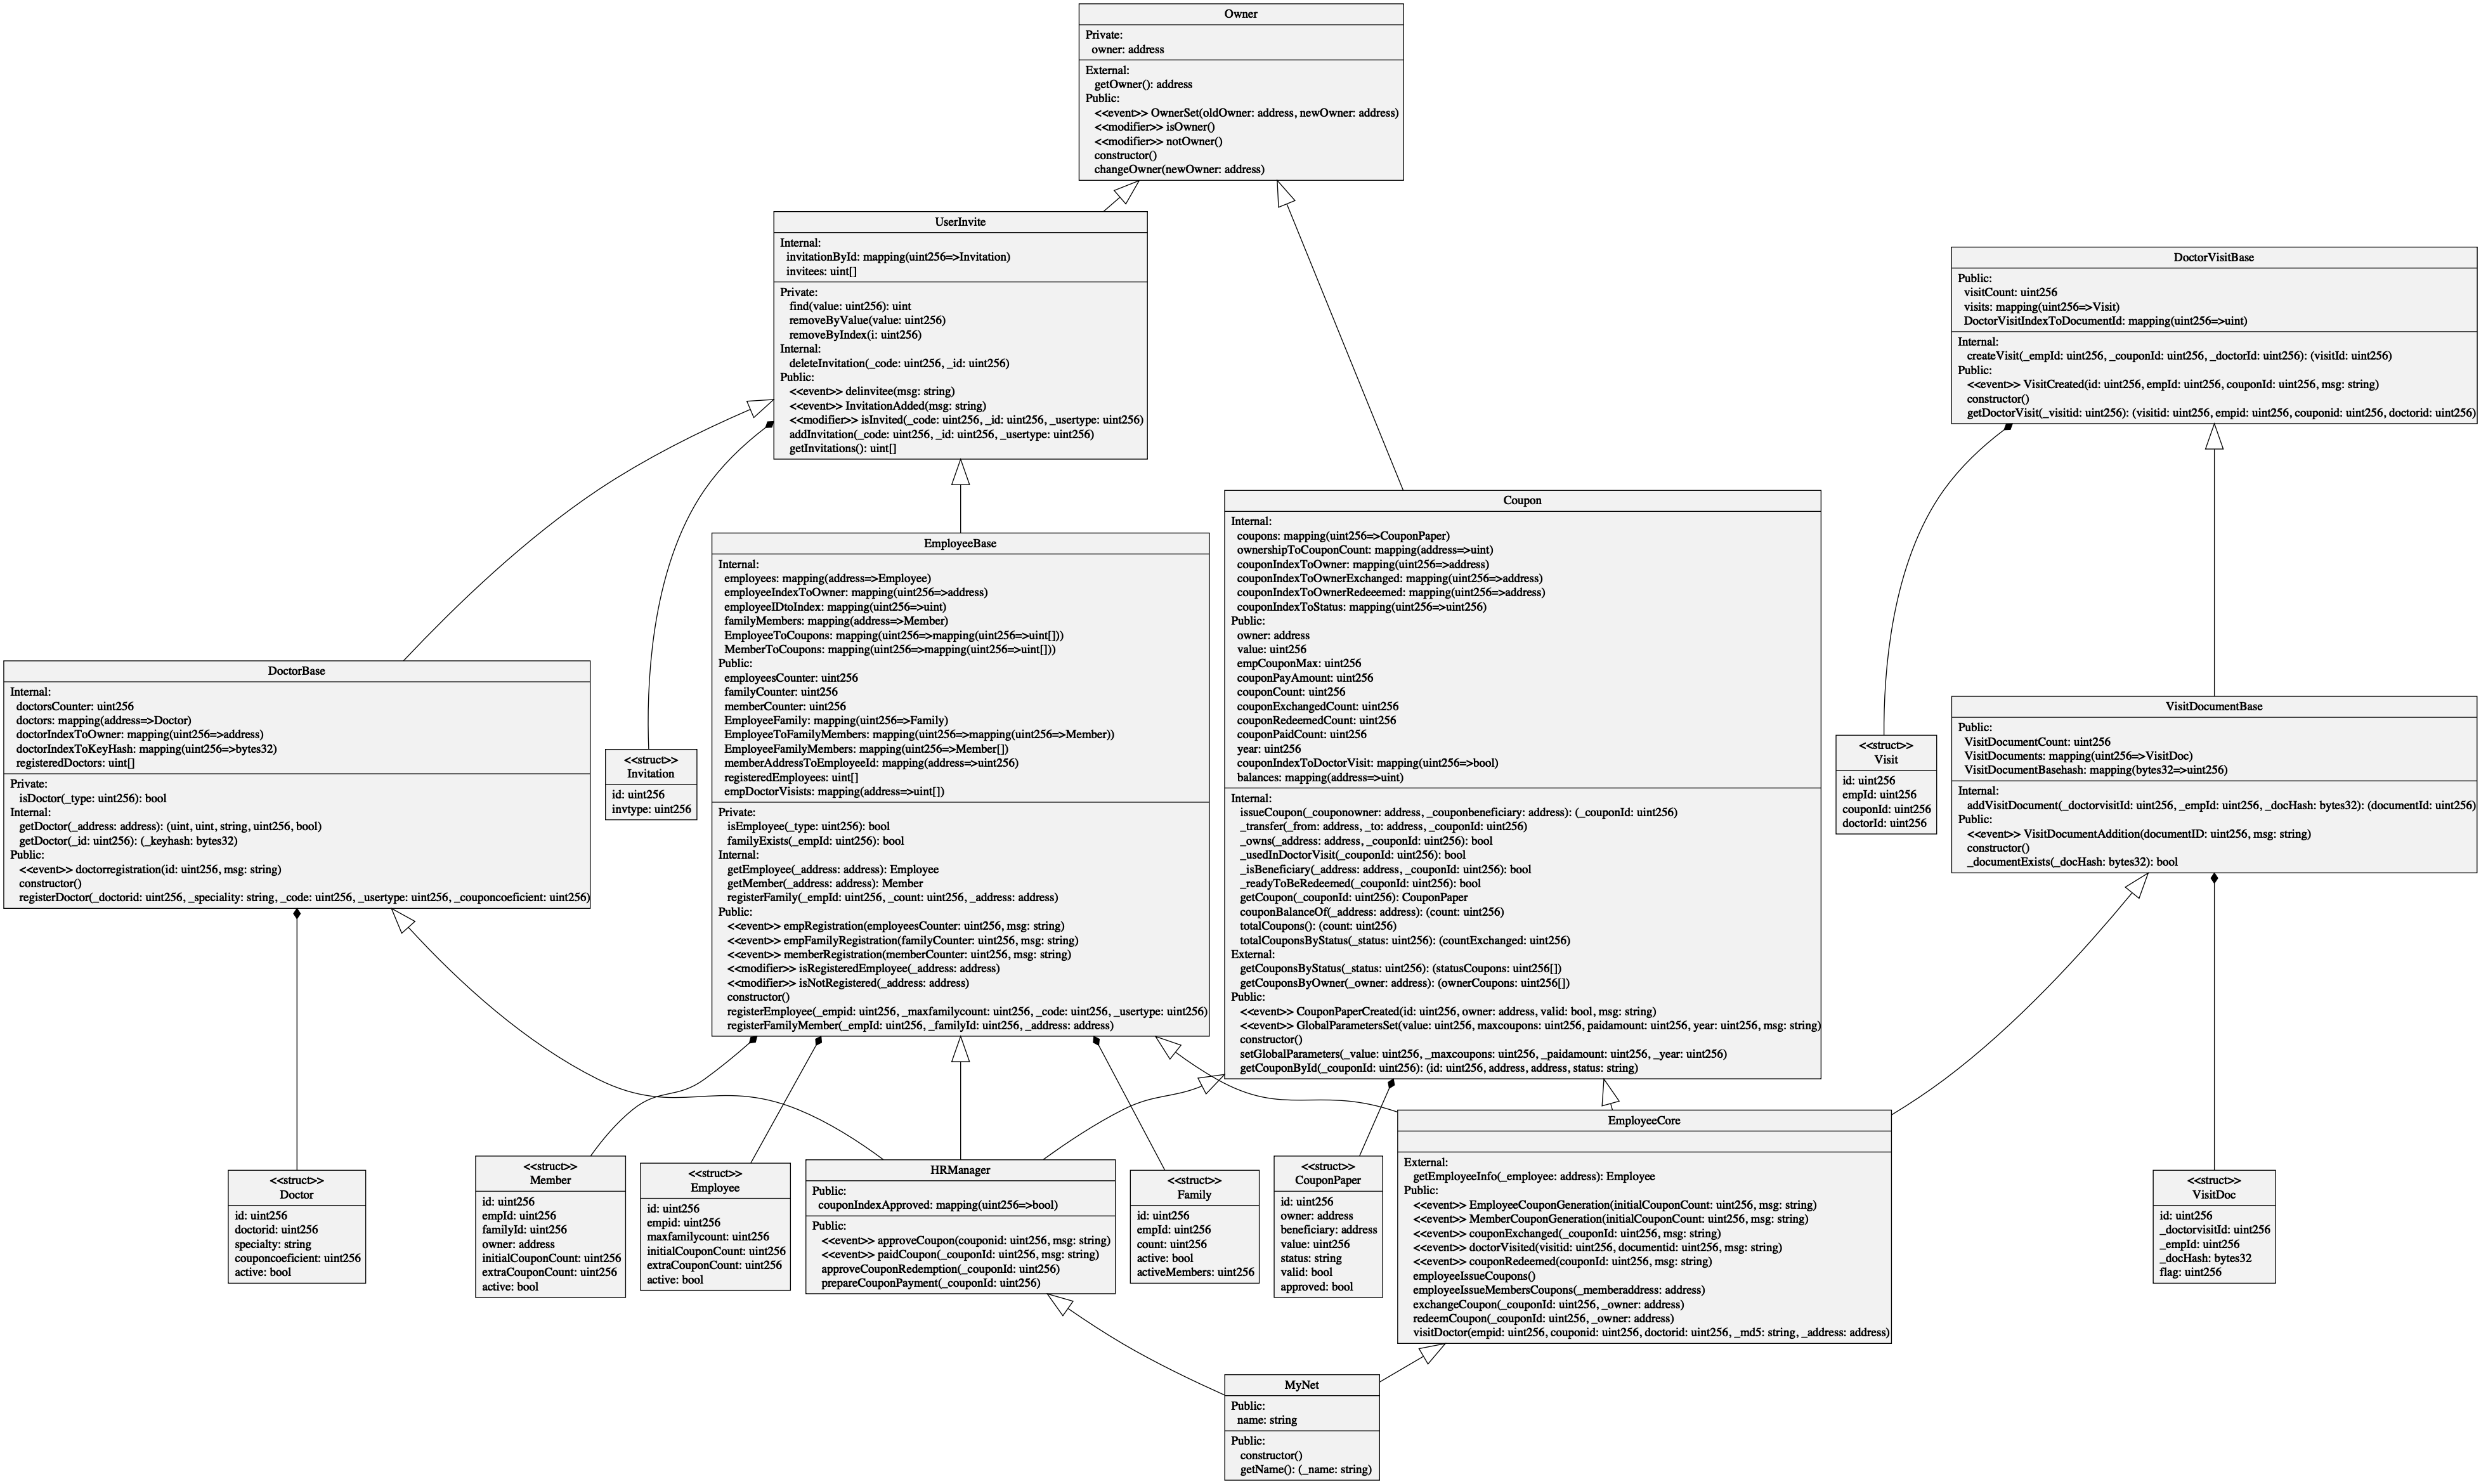 Owner
Private:
owner: address
External:
getOwner(): address
Public:
<<event>> OwnerSet(oldOwner: address, newOwner: address)
<<modifier>> isOwner()
<<modifier>> notOwner()
constructor()
changeOwner(newOwner: address)
UserInvite
Internal:
invitationById: mapping(uint256=>Invitation)
invitees: uint[]
Private:
find(value: uint256): uint
removeByValue(value: uint256)
removeByIndex(i: uint256)
Internal:
deleteInvitation(_code: uint256, _id: uint256)
Public:
<<event>> delinvitee(msg: string)
<<event>> InvitationAdded(msg: string)
<<modifier>> isInvited(_code: uint256, _id: uint256, _usertype: uint256)
addInvitation(_code: uint256, _id: uint256, _usertype: uint256)
getInvitations(): uint[]
DoctorVisitBase
Public:
visitCount: uint256
visits: mapping(uint256=>Visit)
DoctorVisitIndexToDocumentId: mapping(uint256=>uint)
Internal:
createVisit(_empId: uint256, _couponId: uint256, _doctorId: uint256): (visitId: uint256)
Public:
<<event>> VisitCreated(id: uint256, empId: uint256, couponId: uint256, msg: string)
constructor()
getDoctorVisit(_visitid: uint256): (visitid: uint256, empid: uint256, couponid: uint256, doctorid: uint256)
Coupon
Internal:
coupons: mapping(uint256=>CouponPaper)
ownershipToCouponCount: mapping(address=>uint)
couponIndexToOwner: mapping(uint256=>address)
couponIndexToOwnerExchanged: mapping(uint256=>address)
couponIndexToOwnerRedeeemed: mapping(uint256=>address)
couponIndexToStatus: mapping(uint256=>uint256)
Public:
owner: address
value: uint256
empCouponMax: uint256
couponPayAmount: uint256
couponCount: uint256
couponExchangedCount: uint256
couponRedeemedCount: uint256
couponPaidCount: uint256
year: uint256
couponIndexToDoctorVisit: mapping(uint256=>bool)
balances: mapping(address=>uint)
Internal:
issueCoupon(_couponowner: address, _couponbeneficiary: address): (_couponId: uint256)
_transfer(_from: address, _to: address, _couponId: uint256)
_owns(_address: address, _couponId: uint256): bool
_usedInDoctorVisit(_couponId: uint256): bool
_isBeneficiary(_address: address, _couponId: uint256): bool
_readyToBeRedeemed(_couponId: uint256): bool
getCoupon(_couponId: uint256): CouponPaper
couponBalanceOf(_address: address): (count: uint256)
totalCoupons(): (count: uint256)
totalCouponsByStatus(_status: uint256): (countExchanged: uint256)
External:
getCouponsByStatus(_status: uint256): (statusCoupons: uint256[])
getCouponsByOwner(_owner: address): (ownerCoupons: uint256[])
Public:
<<event>> CouponPaperCreated(id: uint256, owner: address, valid: bool, msg: string)
<<event>> GlobalParametersSet(value: uint256, maxcoupons: uint256, paidamount: uint256, year: uint256, msg: string)
constructor()
setGlobalParameters(_value: uint256, _maxcoupons: uint256, _paidamount: uint256, _year: uint256)
getCouponById(_couponId: uint256): (id: uint256, address, address, status: string)
EmployeeBase
Internal:
employees: mapping(address=>Employee)
employeeIndexToOwner: mapping(uint256=>address)
employeeIDtoIndex: mapping(uint256=>uint)
familyMembers: mapping(address=>Member)
EmployeeToCoupons: mapping(uint256=>mapping(uint256=>uint[]))
MemberToCoupons: mapping(uint256=>mapping(uint256=>uint[]))
Public:
employeesCounter: uint256
familyCounter: uint256
memberCounter: uint256
EmployeeFamily: mapping(uint256=>Family)
EmployeeToFamilyMembers: mapping(uint256=>mapping(uint256=>Member))
EmployeeFamilyMembers: mapping(uint256=>Member[])
memberAddressToEmployeeId: mapping(address=>uint256)
registeredEmployees: uint[]
empDoctorVisists: mapping(address=>uint[])
Private:
isEmployee(_type: uint256): bool
familyExists(_empId: uint256): bool
Internal:
getEmployee(_address: address): Employee
getMember(_address: address): Member
registerFamily(_empId: uint256, _count: uint256, _address: address)
Public:
<<event>> empRegistration(employeesCounter: uint256, msg: string)
<<event>> empFamilyRegistration(familyCounter: uint256, msg: string)
<<event>> memberRegistration(memberCounter: uint256, msg: string)
<<modifier>> isRegisteredEmployee(_address: address)
<<modifier>> isNotRegistered(_address: address)
constructor()
registerEmployee(_empid: uint256, _maxfamilycount: uint256, _code: uint256, _usertype: uint256)
registerFamilyMember(_empId: uint256, _familyId: uint256, _address: address)
DoctorBase
Internal:
doctorsCounter: uint256
doctors: mapping(address=>Doctor)
doctorIndexToOwner: mapping(uint256=>address)
doctorIndexToKeyHash: mapping(uint256=>bytes32)
registeredDoctors: uint[]
Private:
isDoctor(_type: uint256): bool
Internal:
getDoctor(_address: address): (uint, uint, string, uint256, bool)
getDoctor(_id: uint256): (_keyhash: bytes32)
Public:
<<event>> doctorregistration(id: uint256, msg: string)
constructor()
registerDoctor(_doctorid: uint256, _speciality: string, _code: uint256, _usertype: uint256, _couponcoeficient: uint256)
<<struct>>
Invitation
id: uint256
invtype: uint256
<<struct>>
Visit
id: uint256
empId: uint256
couponId: uint256
doctorId: uint256
VisitDocumentBase
Public:
VisitDocumentCount: uint256
VisitDocuments: mapping(uint256=>VisitDoc)
VisitDocumentBasehash: mapping(bytes32=>uint256)
Internal:
addVisitDocument(_doctorvisitId: uint256, _empId: uint256, _docHash: bytes32): (documentId: uint256)
Public:
<<event>> VisitDocumentAddition(documentID: uint256, msg: string)
constructor()
_documentExists(_docHash: bytes32): bool
<<struct>>
Doctor
id: uint256
doctorid: uint256
specialty: string
couponcoeficient: uint256
active: bool
<<struct>>
Member
id: uint256
empId: uint256
familyId: uint256
owner: address
initialCouponCount: uint256
extraCouponCount: uint256
active: bool
<<struct>>
Employee
id: uint256
empid: uint256
maxfamilycount: uint256
initialCouponCount: uint256
extraCouponCount: uint256
active: bool
HRManager
Public:
couponIndexApproved: mapping(uint256=>bool)
Public:
<<event>> approveCoupon(couponid: uint256, msg: string)
<<event>> paidCoupon(_couponId: uint256, msg: string)
approveCouponRedemption(_couponId: uint256)
prepareCouponPayment(_couponId: uint256)
<<struct>>
Family
id: uint256
empId: uint256
count: uint256
active: bool
activeMembers: uint256
<<struct>>
CouponPaper
id: uint256
owner: address
beneficiary: address
value: uint256
status: string
valid: bool
approved: bool
EmployeeCore
External:
getEmployeeInfo(_employee: address): Employee
Public:
<<event>> EmployeeCouponGeneration(initialCouponCount: uint256, msg: string)
<<event>> MemberCouponGeneration(initialCouponCount: uint256, msg: string)
<<event>> couponExchanged(_couponId: uint256, msg: string)
<<event>> doctorVisited(visitid: uint256, documentid: uint256, msg: string)
<<event>> couponRedeemed(couponId: uint256, msg: string)
employeeIssueCoupons()
employeeIssueMembersCoupons(_memberaddress: address)
exchangeCoupon(_couponId: uint256, _owner: address)
redeemCoupon(_couponId: uint256, _owner: address)
visitDoctor(empid: uint256, couponid: uint256, doctorid: uint256, _md5: string, _address: address)
<<struct>>
VisitDoc
id: uint256
_doctorvisitId: uint256
_empId: uint256
_docHash: bytes32
flag: uint256
MyNet
Public:
name: string
Public:
constructor()
getName(): (_name: string)